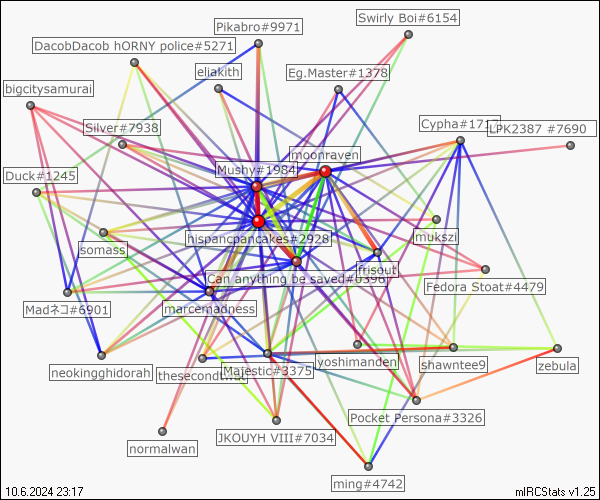 Swirly Boi#6154
Pikabro#9971
DacobDacob hORNY police#5271
eliakith
Eg.Master#1378
bigcitysamurai
Silver#7938
Cypha#1717
LPK2387 #7690
moonraven
Mushy#1984
Duck#1245
hispancpancakes#2928
mukszi
somass
frisout
Can anything be saved#0398
Fedora Stoat#4479
Madネコ#6901
marcemadness
yoshimanden
shawntee9
zebula
neokingghidorah
Majestic#3375
Pocket Persona#3326
JKOUYH VIII#7034
normalwan
ming#4742
10.6.2024 23:17
mIRCStats v1.25